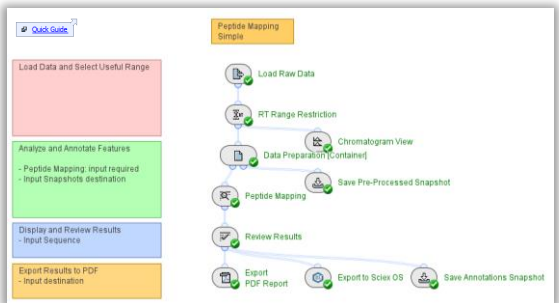 Quick Guide
Peptide Mapping
Simple
Load Data and Select Useful Range
Load Raw Data
RT Range Restriction
Chromatogram View
Analyze and Annotate Features
- Peptide Mapping: input required
- Input Snapshots destination
Data Preparation [Container]
Save Pre-Processed Snapshot
Peptide Mapping
Display and Review Results
- Input Sequence
Review Results
Export Results to PDF
- Input destination
Export
PDF Report
Export to Sciex OS
Save Annotations Snapshot